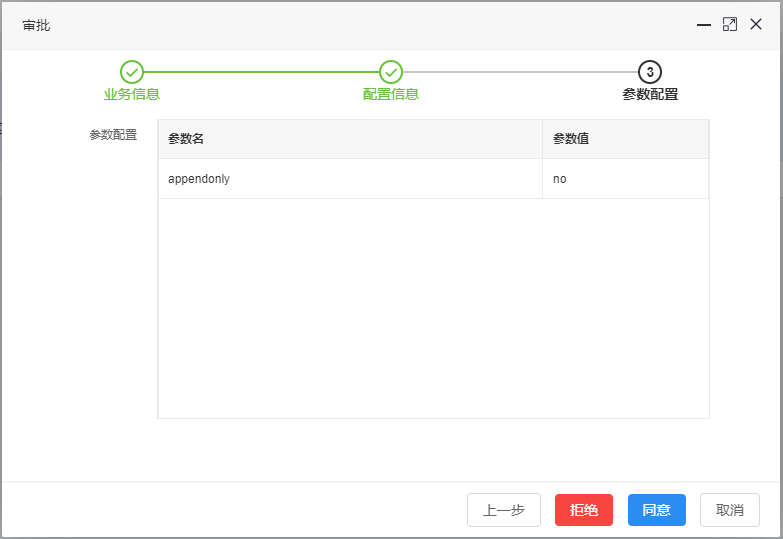 审批
3
业务信息 配置信息 参数配置
参数配置
参数名 参数值
appendonly no
上一步 拒绝 同意 取消